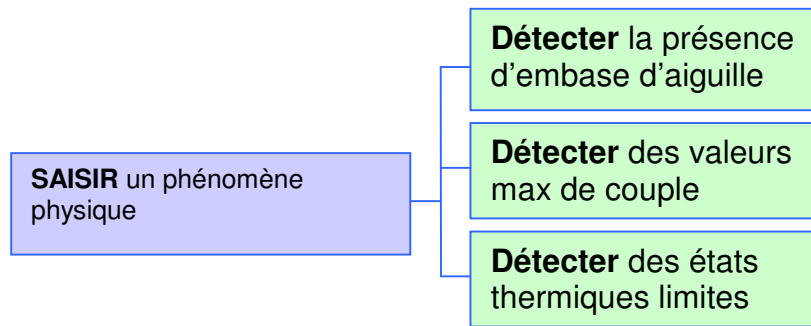 SAISIR un phénomène
physique
Détecter la présence
d'embase d'aiguille
Détecter des valeurs
max de couple
Détecter des états
thermiques limites